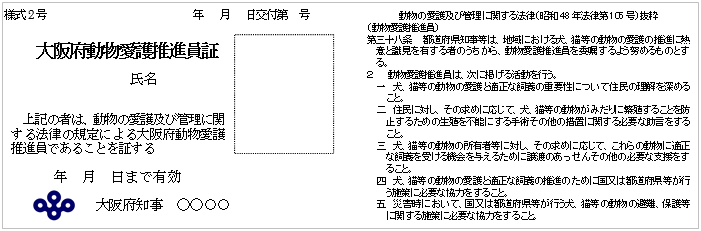 様式2号　年　月　日交付第　号
大阪府動物愛護推進員証
氏名
上記の者は、動物の愛護及び管理に関
する法律の規定による大阪府動物愛護
推進員であることを証する
年　月　日まで有効
大阪府知事　〇〇〇〇
動物の愛護及び管理に関する法律(昭和48年法律第105号)抜粋
（動物愛護推進員）
第三十八条　都道府県知事等は、地域における犬、猫等の動物の愛護の推進に熱
意と識見を有する者のうちから、動物愛護推進員を委嘱するよう努めるものとす
る。
2　動物愛護推進員は、次に掲げる活動を行う。
一　犬、猫等の動物の愛護と適正な飼養の重要性について住民の理解を深める
こと。
二　住民に対し、その求めに応じて、犬、猫等の動物がみだりに繁殖することを防
止するための生殖を不能にする手術その他の措置に関する必要な助言をする
こと。
三　犬、猫等の動物の所有者等に対し、その求めに応じて、これらの動物に適正
な飼養を受ける機会を与えるために譲渡のあっせんその他の必要な支援をす
ること。
四　犬、猫等の動物の愛護と適正な飼養の推進のために国又は都道府県等が行
う施策に必要な協力をすること。
五　災害時において、国又は都道府県等が行う犬、猫等の動物の避難、保護等
に関する施策に必要な協力をすること。